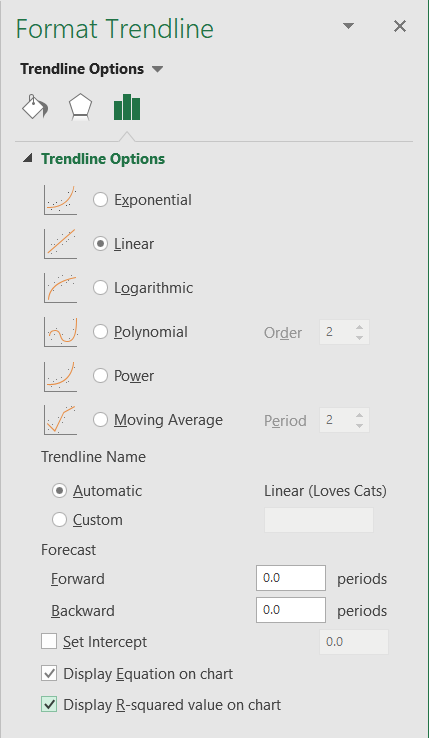 Format Trendline
Trendline Options
Trendline Options
Exponential
Linear
Logarithmic
Polynomial Order 2
Power
Moving Average Period 2
Trendline Name
Automatic Linear (Loves Cats)
Custom
Forecast
Forward 0.0 periods
Backward 0.0 periods
Set Intercept 0.0
Display Equation on chart
Display R-squared value on chart